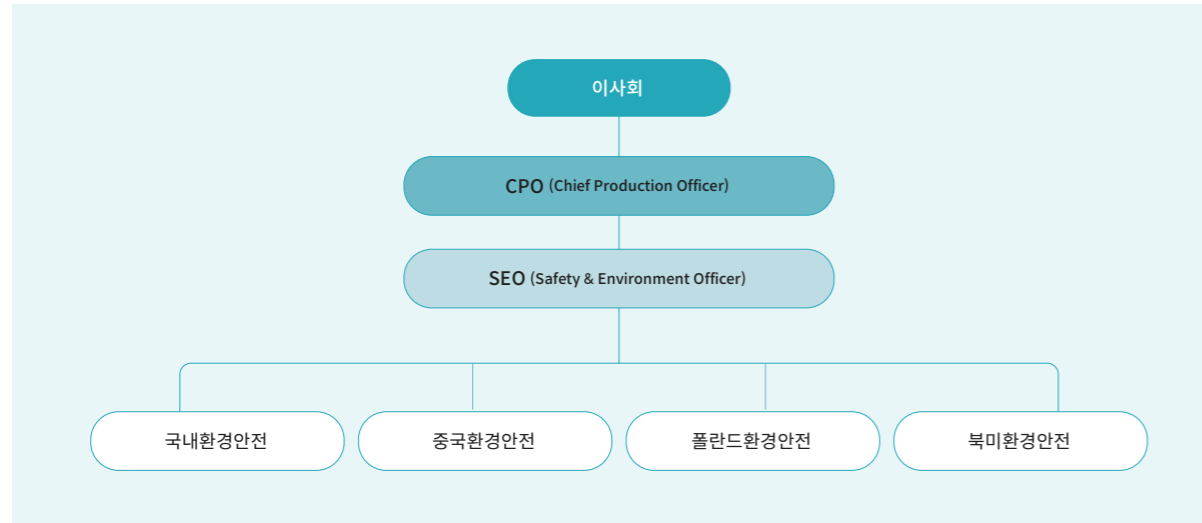 이사회
CPO (Chief Production Officer)
SEO (Safety & Environment Officer)
국내환경안전
중국환경안전
폴란드환경안전
북미환경안전